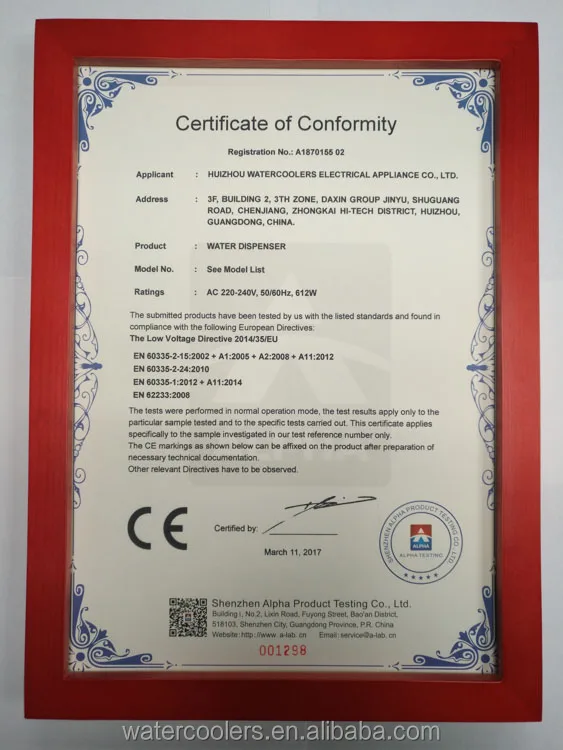 Certificate of Conformity
Registration No.: A1870155 02
Applicant : HUIZHOU WATERCOOLERS ELECTRICAL APPLIANCE CO., LTD.
Address : 3F, BUILDING 2, 3TH ZONE, DAXIN GROUP JINYU, SHUGUANG
ROAD, CHENJIANG, ZHONGKAI HI-TECH DISTRICT, HUIZHOU,
GUANGDONG, CHINA.
Product : WATER DISPENSER
Model No. : See Model List
Ratings : AC 220-240V, 50/60Hz, 612W
The submitted products have been tested by us with the listed standards and found in
compliance with the following European Directives:
The Low Voltage Directive 2014/35/EU
EN 60335-2-15:2002 + A1:2005 + A2:2008 + A11:2012
EN 60335-2-24:2010
EN 60335-1:2012 + A11:2014
EN 62233:2008
The tests were performed in normal operation mode, the test results apply only to the
particular sample tested and to the specific tests carried out. This certificate applies
specifically to the sample investigated in our test reference number only.
The CE markings as shown below can be affixed on the product after preparation of
necessary technical documentation.
Other relevant Directives have to be observed.
CE
Certified by:
March 11, 2017
SHENZHEN ALPHA PRODUCT TESTING CO., LTD.
ALPHA
ALPHA-TESTING
Shenzhen Alpha Product Testing Co., Ltd.
Building i, No.2, Lixin Road, Fuyong Street, Bao'an District,
518103, Shenzhen City, Guangdong Province, P.R. China
Website:http://www.a-lab.cn Email: service@a-lab.cn
001298
watercoolers.en.alibaba.com